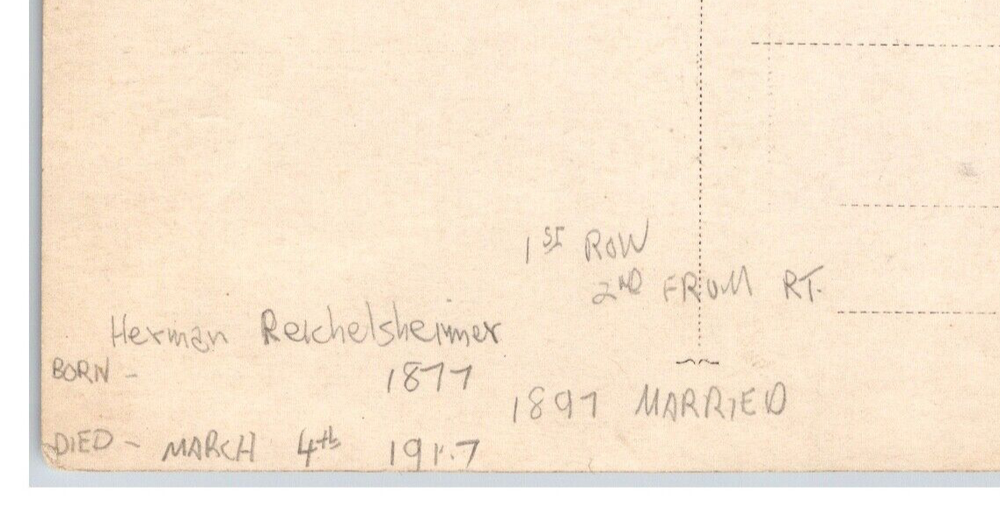 1ST ROW
2ND FROM RT.
Herman Reichelsheimer
BORN - 1877
1897 MARRIED
DIED - MARCH 4th 1917